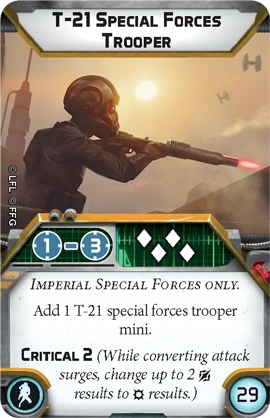 T-21 Special Forces
Trooper
© LFL © FFG
1 - 3
Imperial Special Forces only.
Add 1 T-21 special forces trooper
mini.
Critical 2 (While converting attack
surges, change up to 2
results to results.)
29